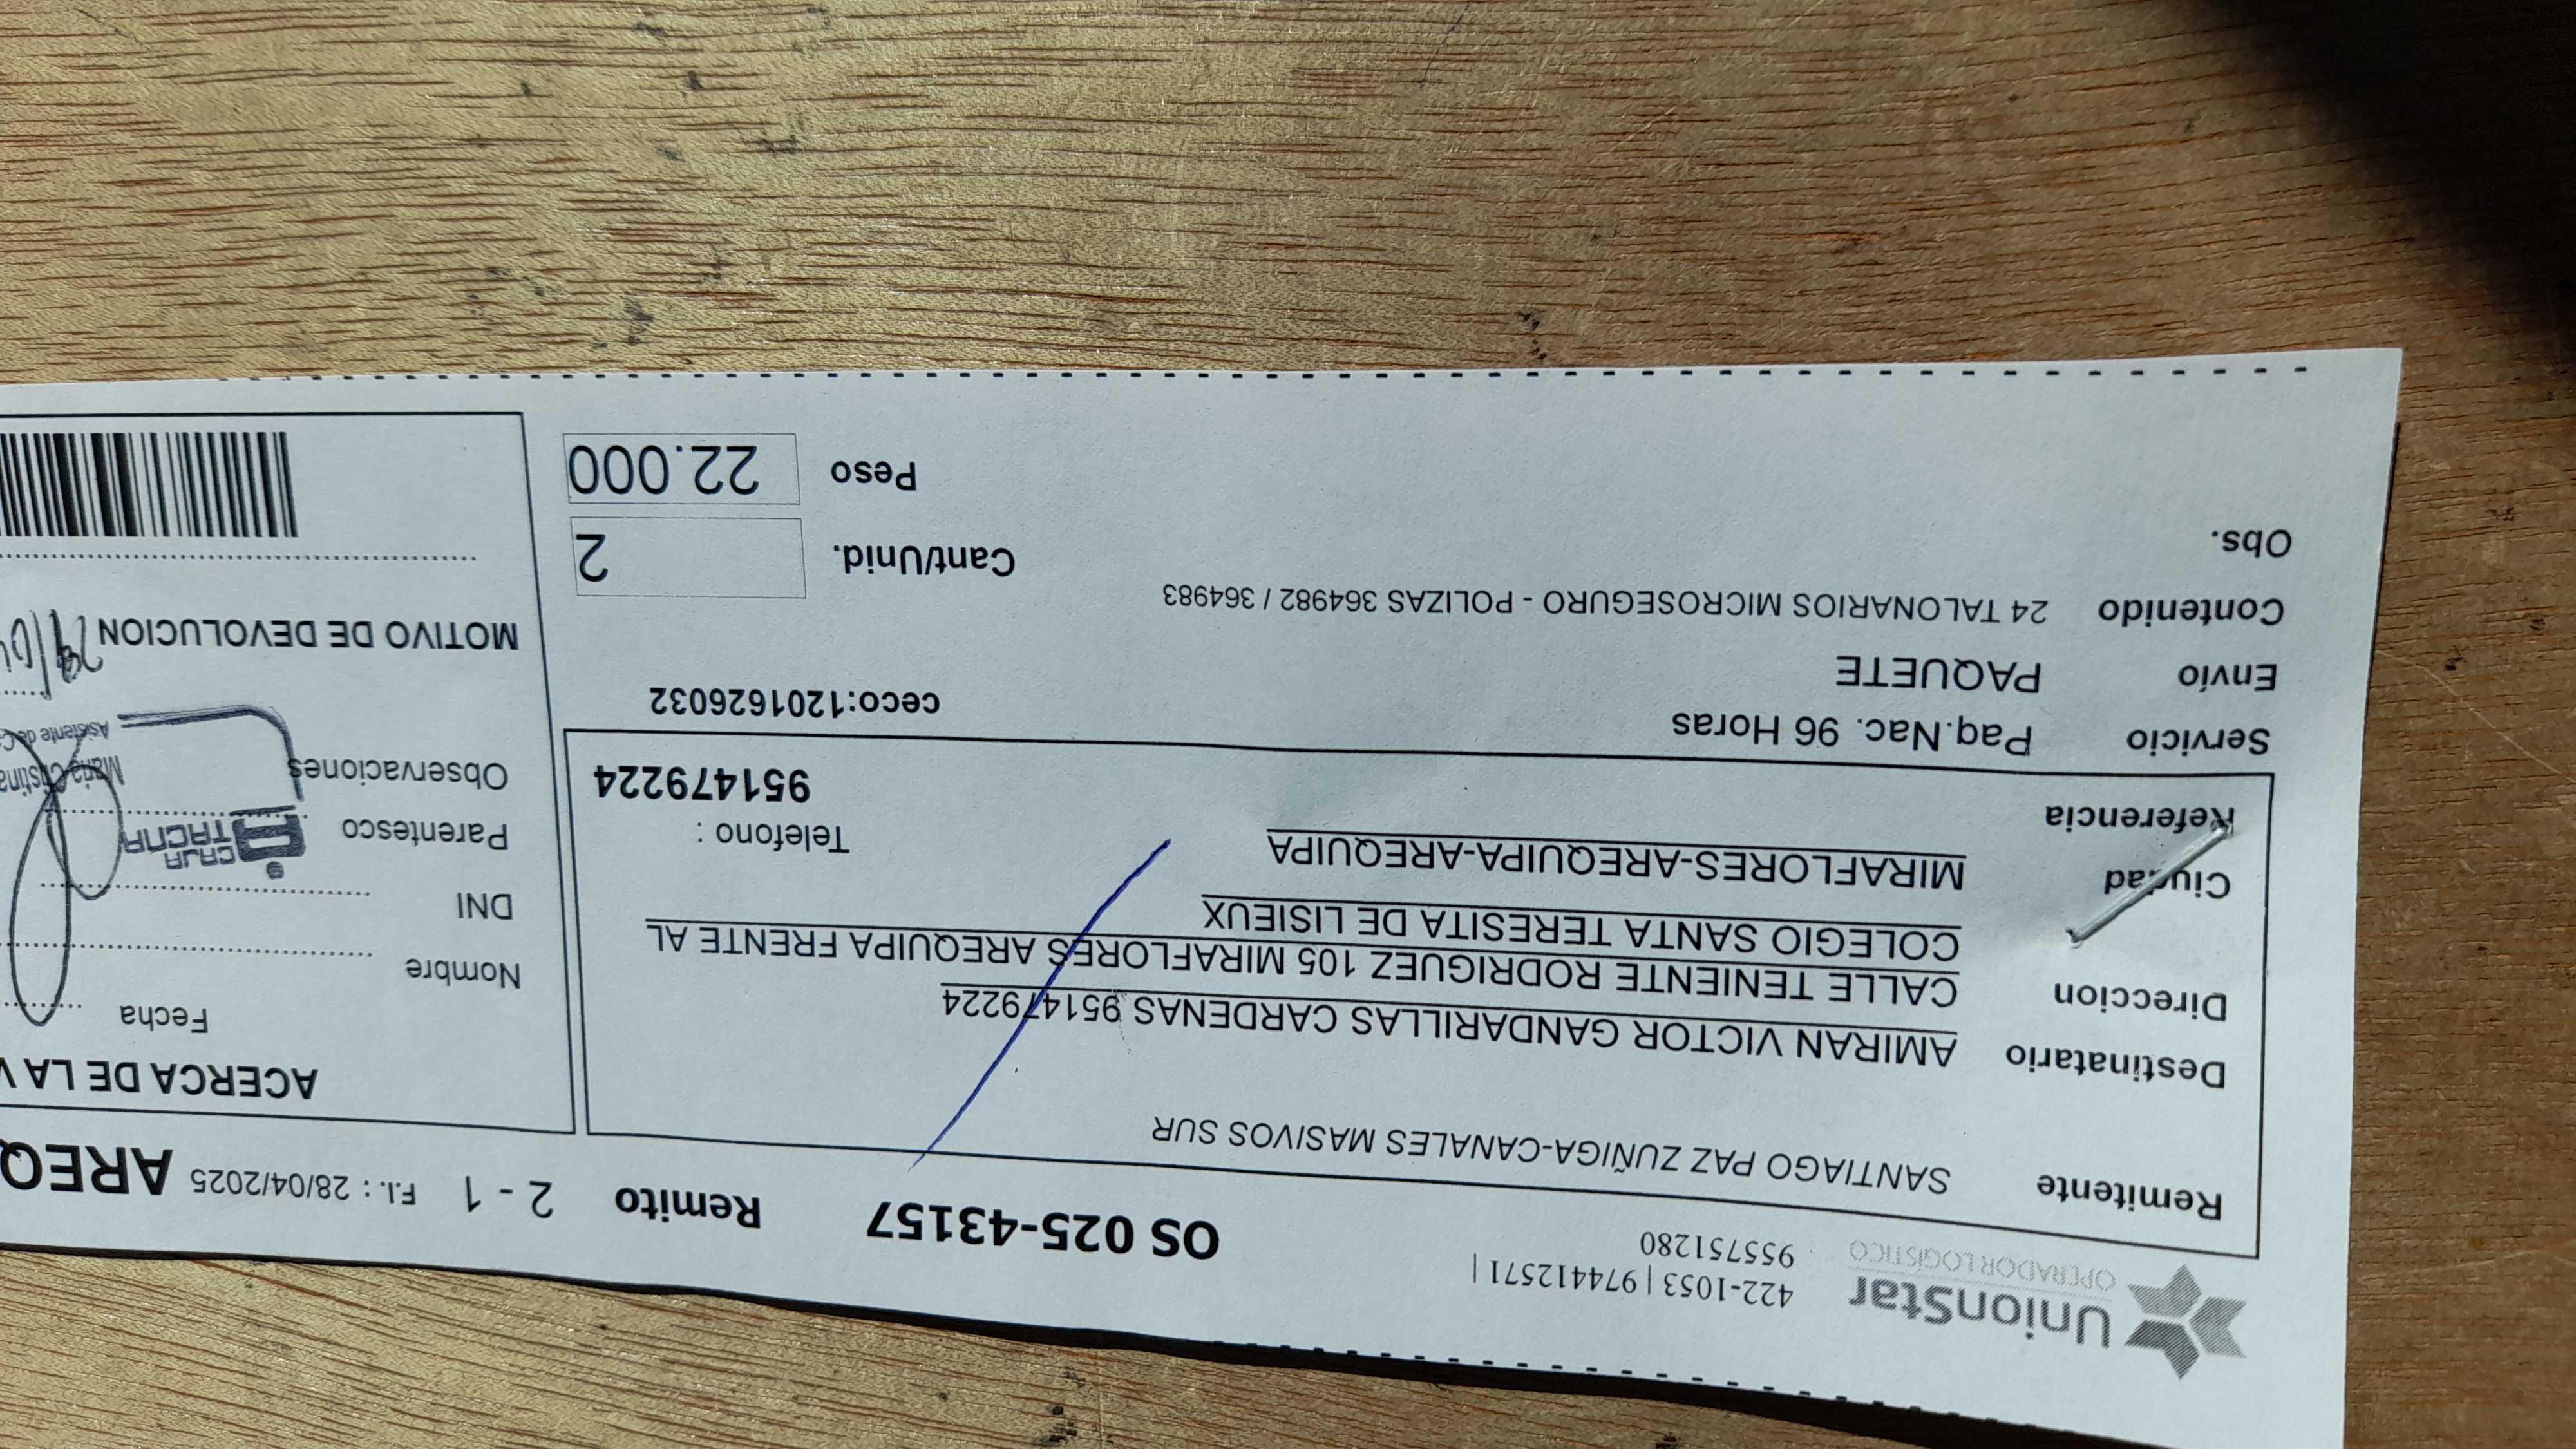 UnionStar
OPERADOR LOGÍSTICO
422-1053 | 974412571 |
955751280
OS 025-43157
Remito 2 - 1
F.I. : 28/04/2025
Remitente SANTIAGO PAZ ZUÑIGA-CANALES MASIVOS SUR
Destinatario AMIRAN VICTOR GANDARILLAS CARDENAS 951479224
Direccion CALLE TENIENTE RODRIGUEZ 105 MIRAFLORES AREQUIPA FRENTE AL
COLEGIO SANTA TERESITA DE LISIEUX
Ciudad MIRAFLORES-AREQUIPA-AREQUIPA
Telefono :
951479224
Referencia
Servicio Paq.Nac. 96 Horas
ceco:1201626032
Envío PAQUETE
Contenido 24 TALONARIOS MICROSEGURO - POLIZAS 364982 / 364983
Obs.
Cant/Unid. 2
Peso 22.000
ACERCA DE LA
Fecha
Nombre
DNI
Parentesco
Observaciones
CAJA
TACNA
Asistente de
MOTIVO DE DEVOLUCION